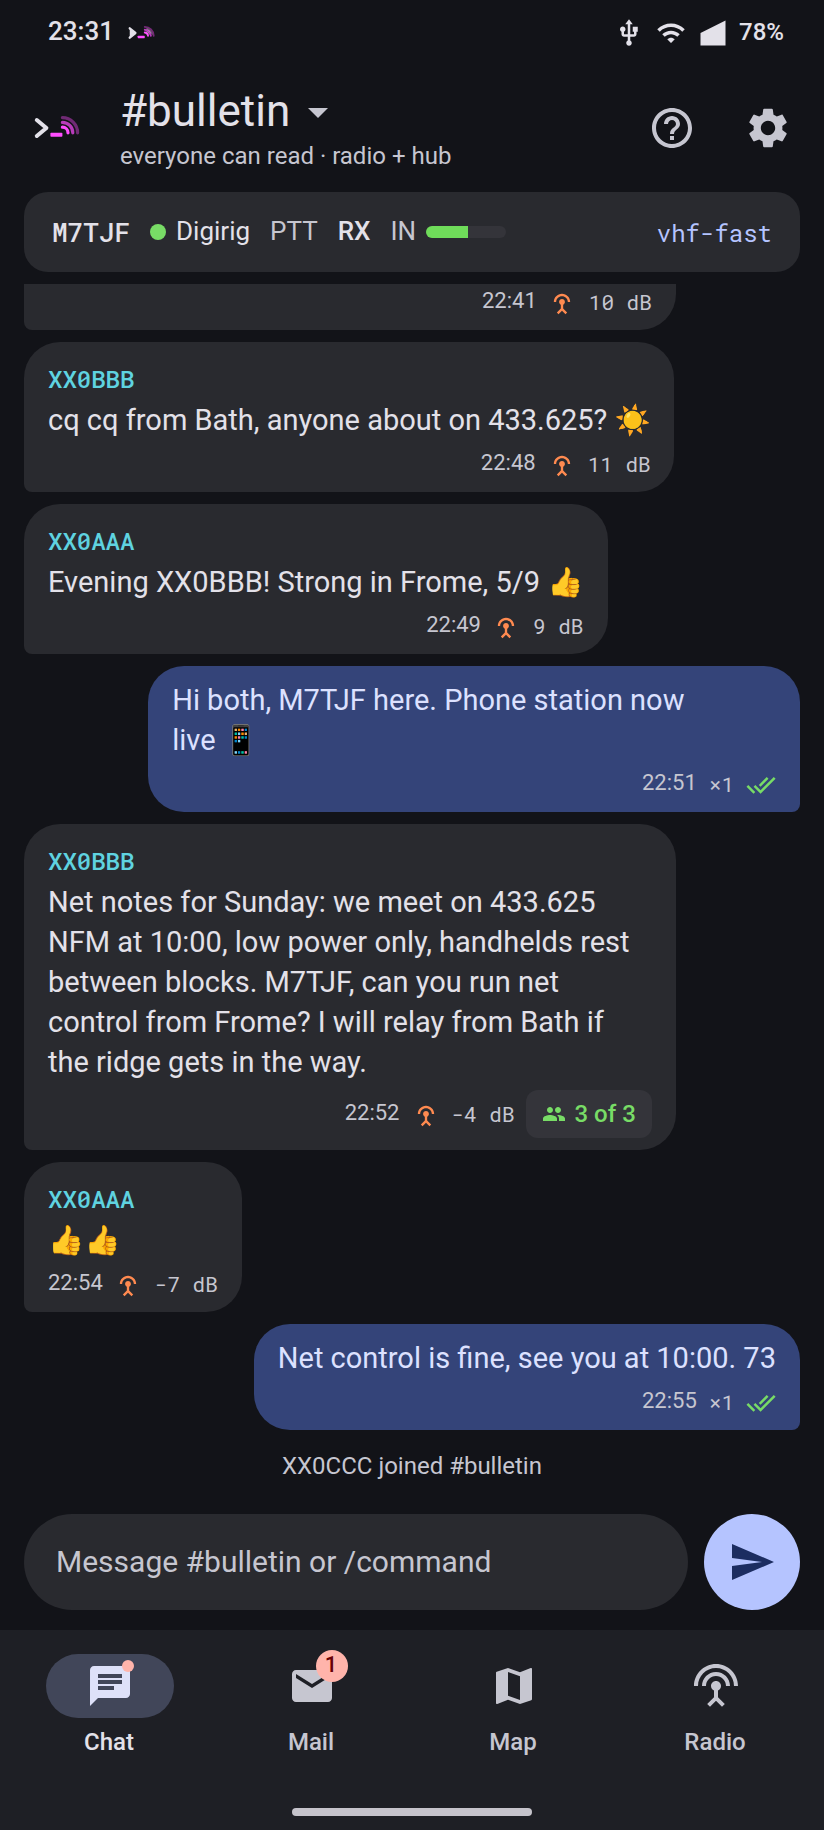 23:31
78%
#bulletin
everyone can read · radio + hub
M7TJF Digirig PTT RX IN vhf-fast
22:41 10 dB
XX0BBB
cq cq from Bath, anyone about on 433.625? ☀️
22:48 11 dB
XX0AAA
Evening XX0BBB! Strong in Frome, 5/9 👍
22:49 9 dB
Hi both, M7TJF here. Phone station now
live 📱
22:51 ×1
XX0BBB
Net notes for Sunday: we meet on 433.625
NFM at 10:00, low power only, handhelds rest
between blocks. M7TJF, can you run net
control from Frome? I will relay from Bath if
the ridge gets in the way.
22:52 -4 dB 3 of 3
XX0AAA
👍👍
22:54 -7 dB
Net control is fine, see you at 10:00. 73
22:55 ×1
XX0CCC joined #bulletin
Message #bulletin or /command
1
Chat Mail Map Radio